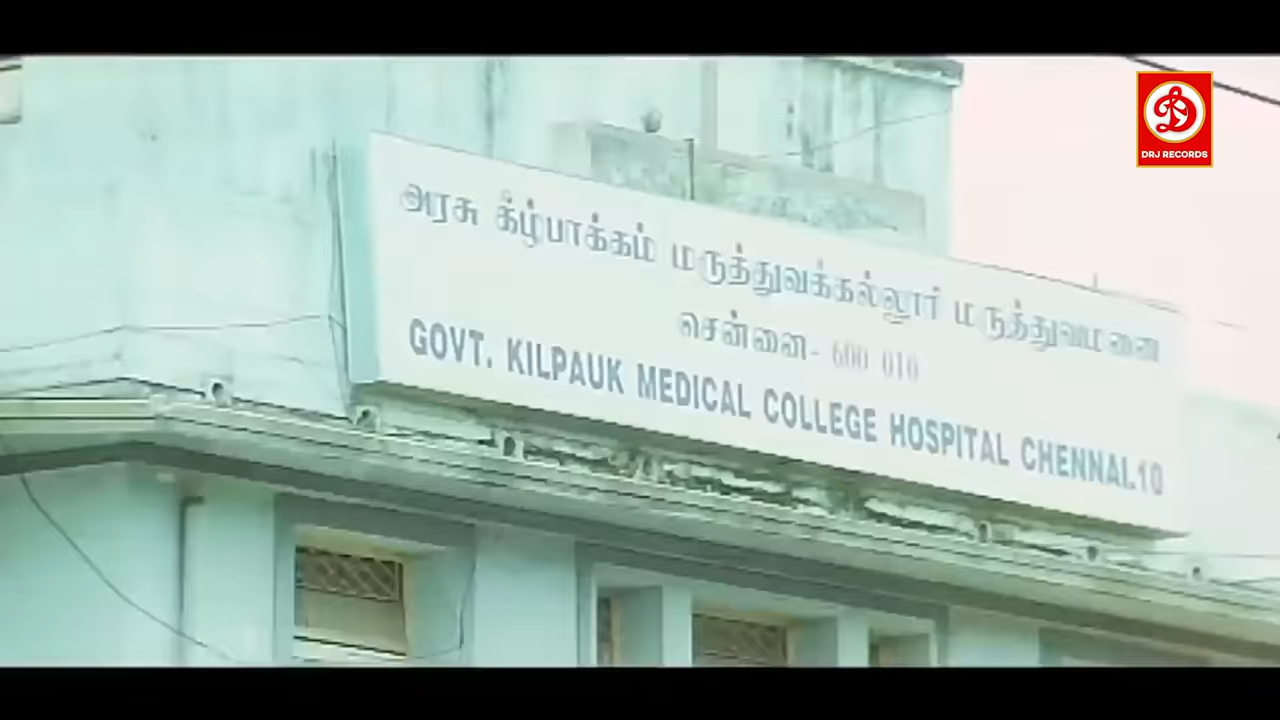 DRJ RECORDS
அரசு கீழ்பாக்கம் மருத்துவக்கல்லூரி மருத்துவமனை
சென்னை- 600 010
GOVT. KILPAUK MEDICAL COLLEGE HOSPITAL CHENNAI.10